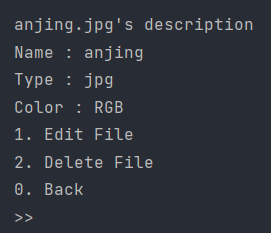 anjing.jpg's description
Name : anjing
Type : jpg
Color : RGB
1. Edit File
2. Delete File
0. Back
>>